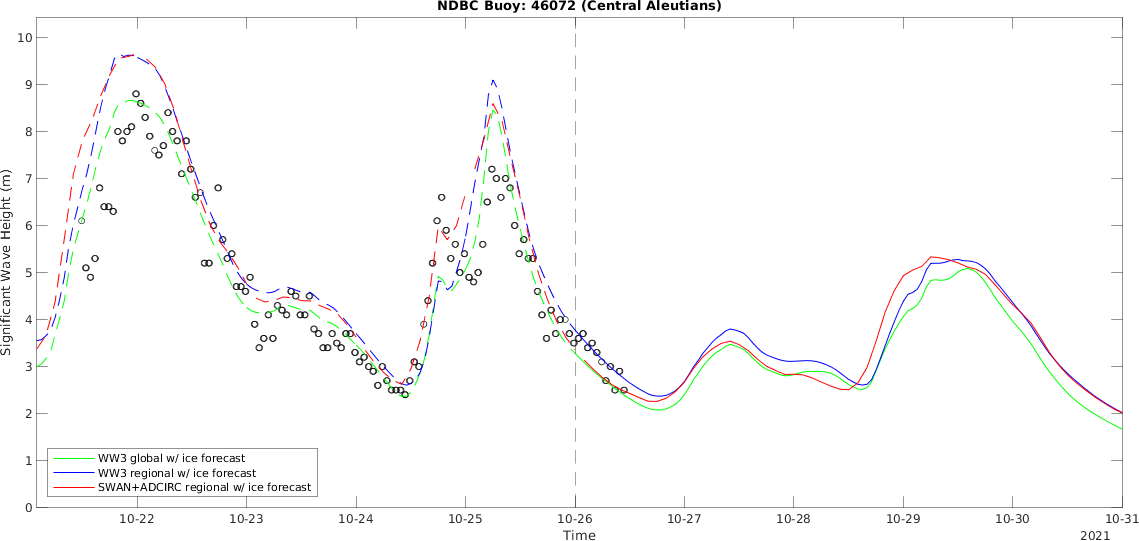 NDBC Buoy: 46072 (Central Aleutians)
10
9
8
7
6
5
4
3
2
1
0
Significant Wave Height (m)
WW3 global w/ ice forecast
WW3 regional w/ ice forecast
SWAN+ADCIRC regional w/ ice forecast
10-22 10-23 10-24 10-25 10-26 10-27 10-28 10-29 10-30 10-31
Time
2021